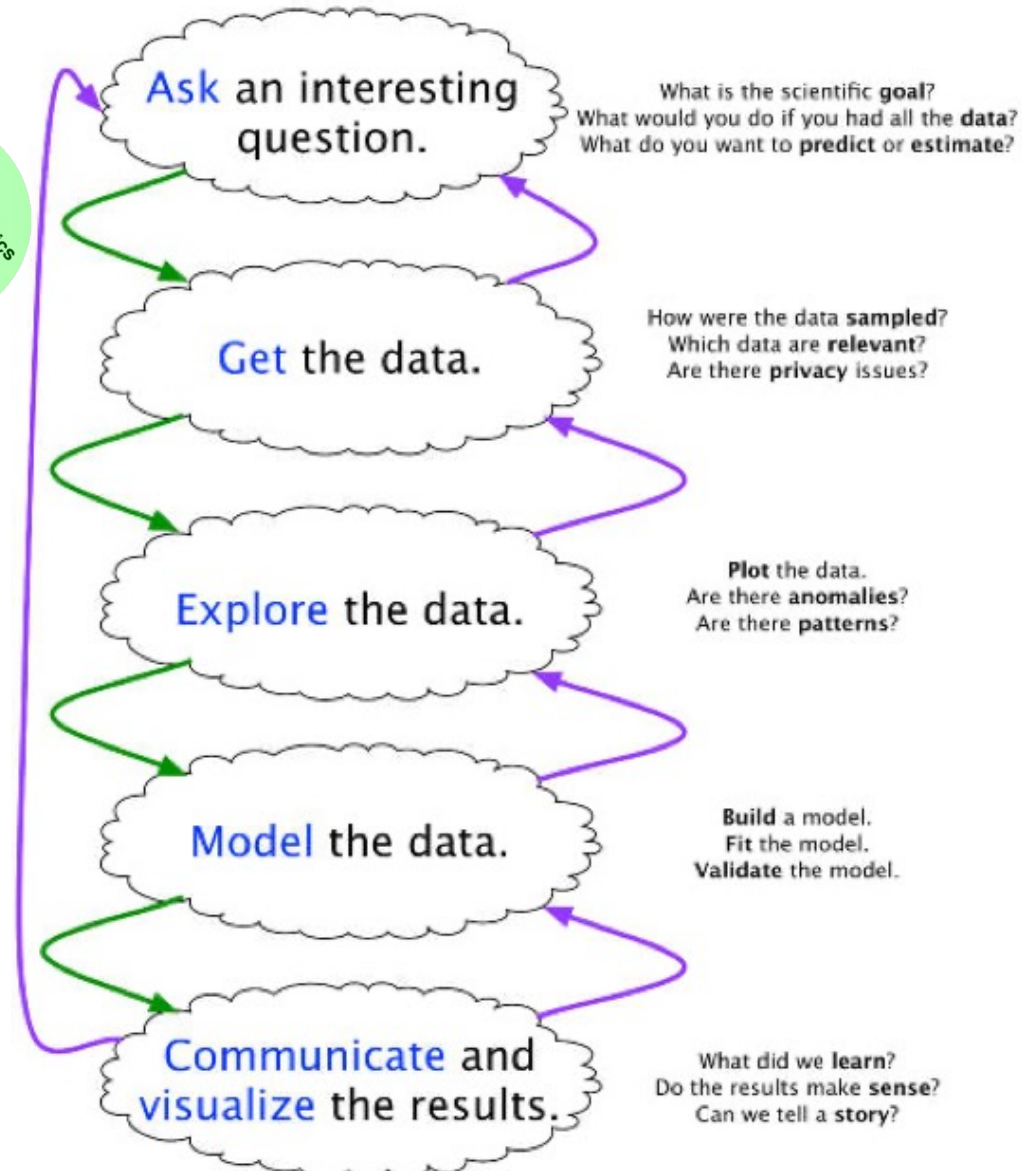 Ask an interesting
question.
What is the scientific goal?
What would you do if you had all the data?
What do you want to predict or estimate?
Get the data.
How were the data sampled?
Which data are relevant?
Are there privacy issues?
Explore the data.
Plot the data.
Are there anomalies?
Are there patterns?
Model the data.
Build a model.
Fit the model.
Validate the model.
Communicate and
visualize the results.
What did we learn?
Do the results make sense?
Can we tell a story?